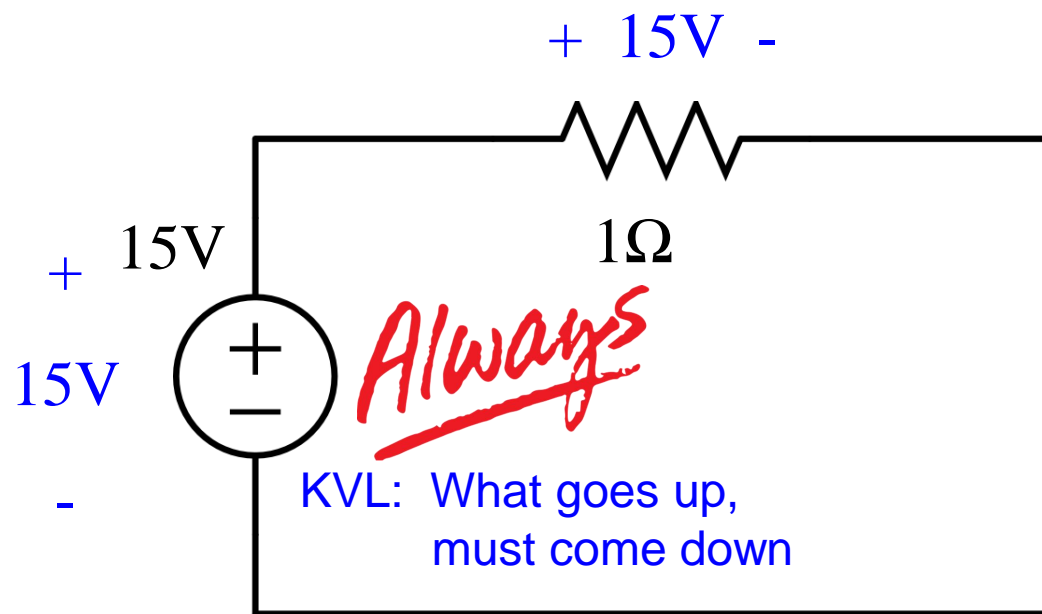 + 15V -
15V
1Ω
+
15V
-
+
−
Always
KVL: What goes up,
must come down